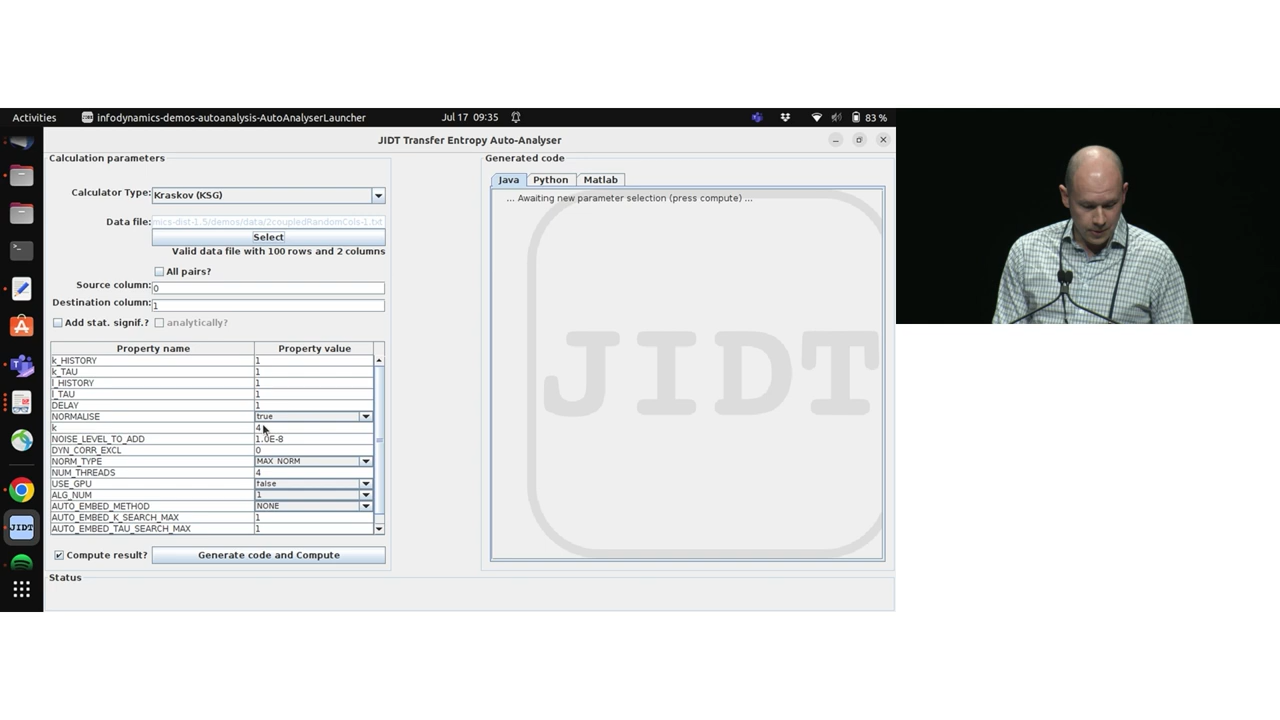 Activities
infodynamics-demos-autoanalysis-AutoAnalyserLauncher
Jul 17 09:35
83 %
JIDT Transfer Entropy Auto-Analyser
Calculation parameters
Calculator Type: Kraskov (KSG)
Data file: mics-dist-1.5/demos/data/2coupledRandomCols-1.txt
Select
Valid data file with 100 rows and 2 columns
All pairs?
Source column: 0
Destination column: 1
Add stat. signif.? analytically?
Property name Property value
k_HISTORY 1
k_TAU 1
l_HISTORY 1
l_TAU 1
DELAY 1
NORMALISE true
k 4
NOISE_LEVEL_TO_ADD 1.0E-8
DYN_CORR_EXCL 0
NORM_TYPE MAX_NORM
NUM_THREADS 4
USE_GPU false
ALG_NUM 1
AUTO_EMBED_METHOD NONE
AUTO_EMBED_K_SEARCH_MAX 1
AUTO_EMBED_TAU_SEARCH_MAX 1
Compute result? Generate code and Compute
Status
Generated code
Java Python Matlab
... Awaiting new parameter selection (press compute) ...
JIDT
JIDT